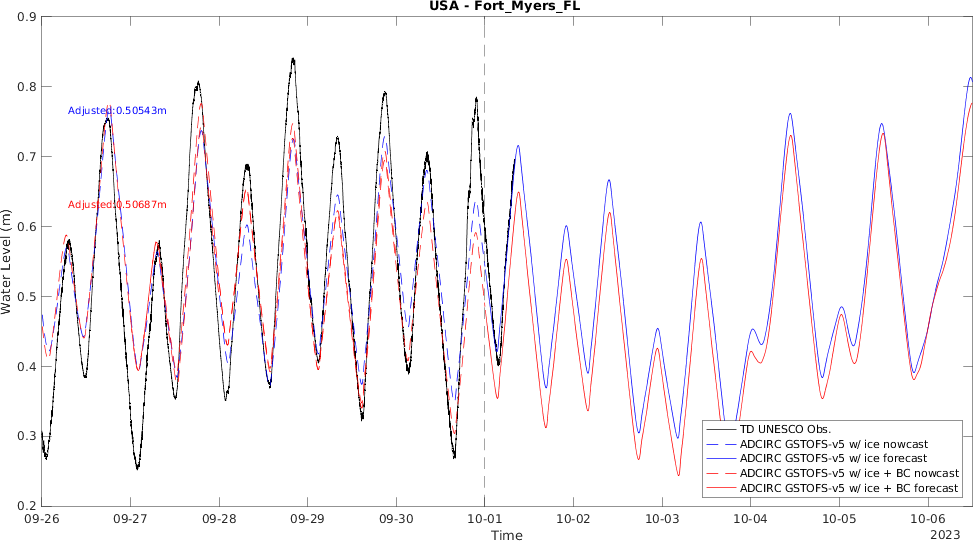 USA - Fort_Myers_FL
0.9
0.8
0.7
0.6
0.5
0.4
0.3
0.2
Water Level (m)
Adjusted:0.50543m
Adjusted:0.50687m
TD UNESCO Obs.
ADCIRC GSTOFS-v5 w/ ice nowcast
ADCIRC GSTOFS-v5 w/ ice forecast
ADCIRC GSTOFS-v5 w/ ice + BC nowcast
ADCIRC GSTOFS-v5 w/ ice + BC forecast
09-26 09-27 09-28 09-29 09-30 10-01 10-02 10-03 10-04 10-05 10-06
Time
2023